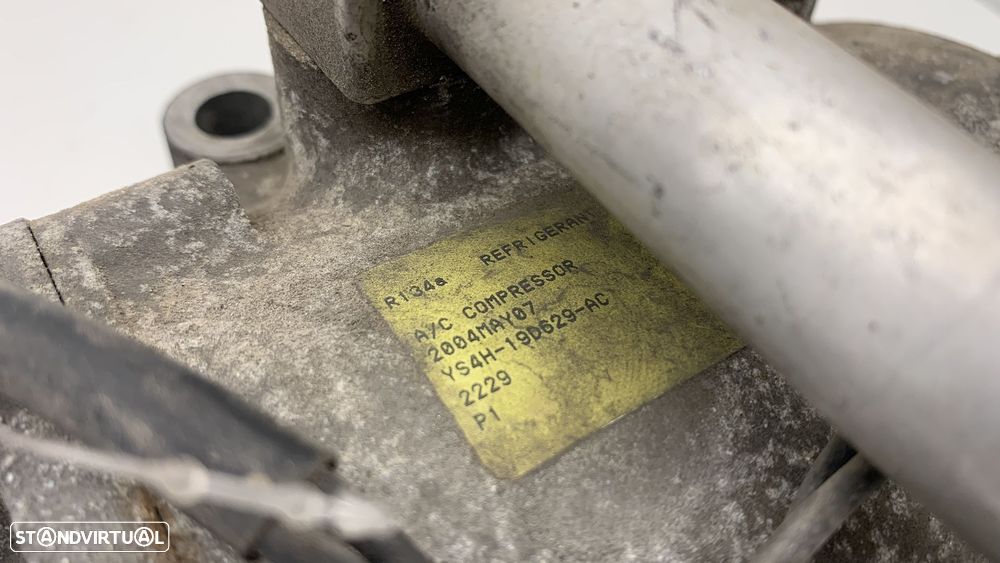 R134a REFRIGERANT
A/C COMPRESSOR
2004MAY07
YS4H-19D629-AC
2229
P1
STANDVIRTUAL